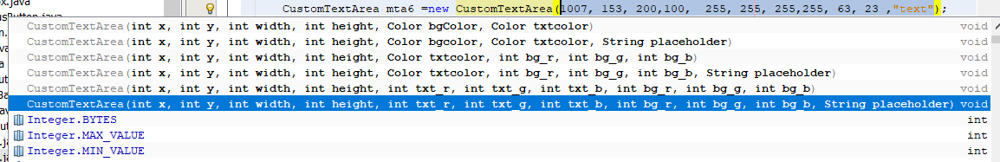 ox.java
CustomTextArea mta6 =new CustomTextArea(1007, 153, 200,100,  255, 255, 255,255, 63, 23 ,"text");
CustomTextArea(int x, int y, int width, int height, Color bgColor, Color txtcolor) void
CustomTextArea(int x, int y, int width, int height, Color bgcolor, Color txtcolor, String placeholder) void
CustomTextArea(int x, int y, int width, int height, Color txtcolor, int bg_r, int bg_g, int bg_b) void
CustomTextArea(int x, int y, int width, int height, Color txtcolor, int bg_r, int bg_g, int bg_b, String placeholder) void
CustomTextArea(int x, int y, int width, int height, int txt_r, int txt_g, int txt_b, int bg_r, int bg_g, int bg_b) void
CustomTextArea(int x, int y, int width, int height, int txt_r, int txt_g, int txt_b, int bg_r, int bg_g, int bg_b, String placeholder) void
Integer.BYTES int
Integer.MAX_VALUE int
Integer.MIN_VALUE int